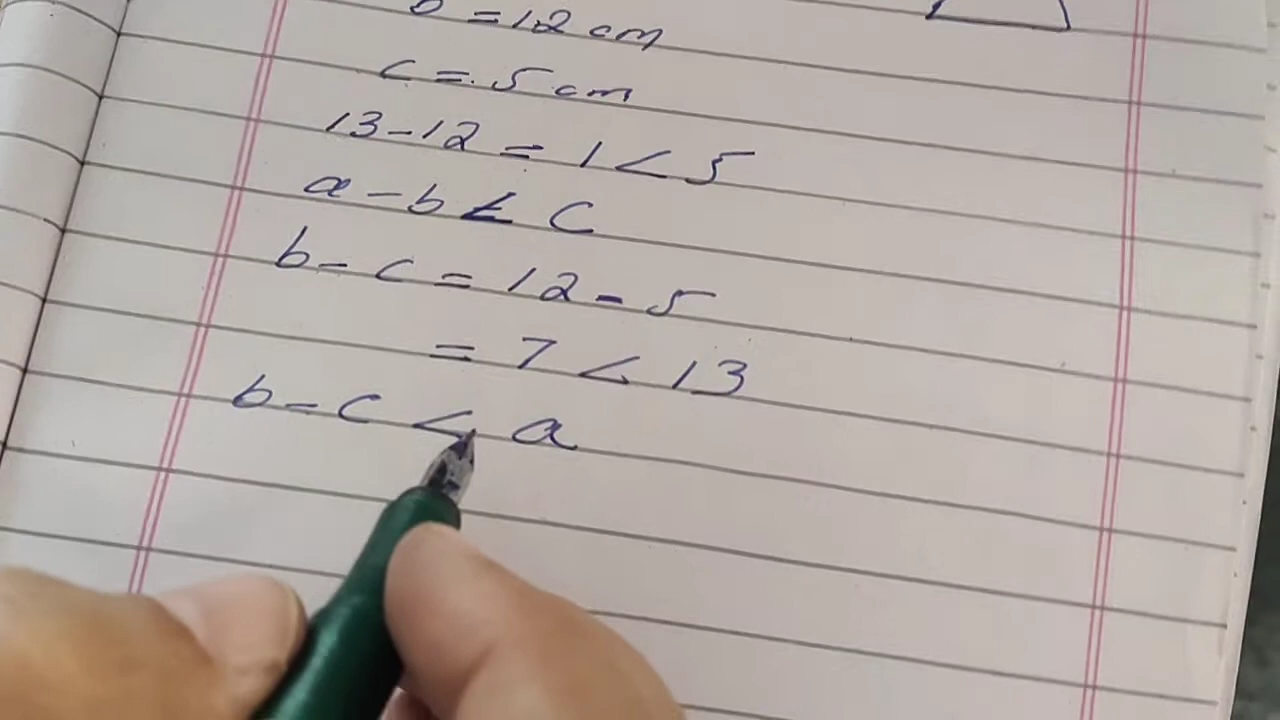 b = 12 cm
c = 5 cm
13 - 12 = 1 < 5
a - b < C
b - c = 12 - 5
= 7 < 13
b - c < a